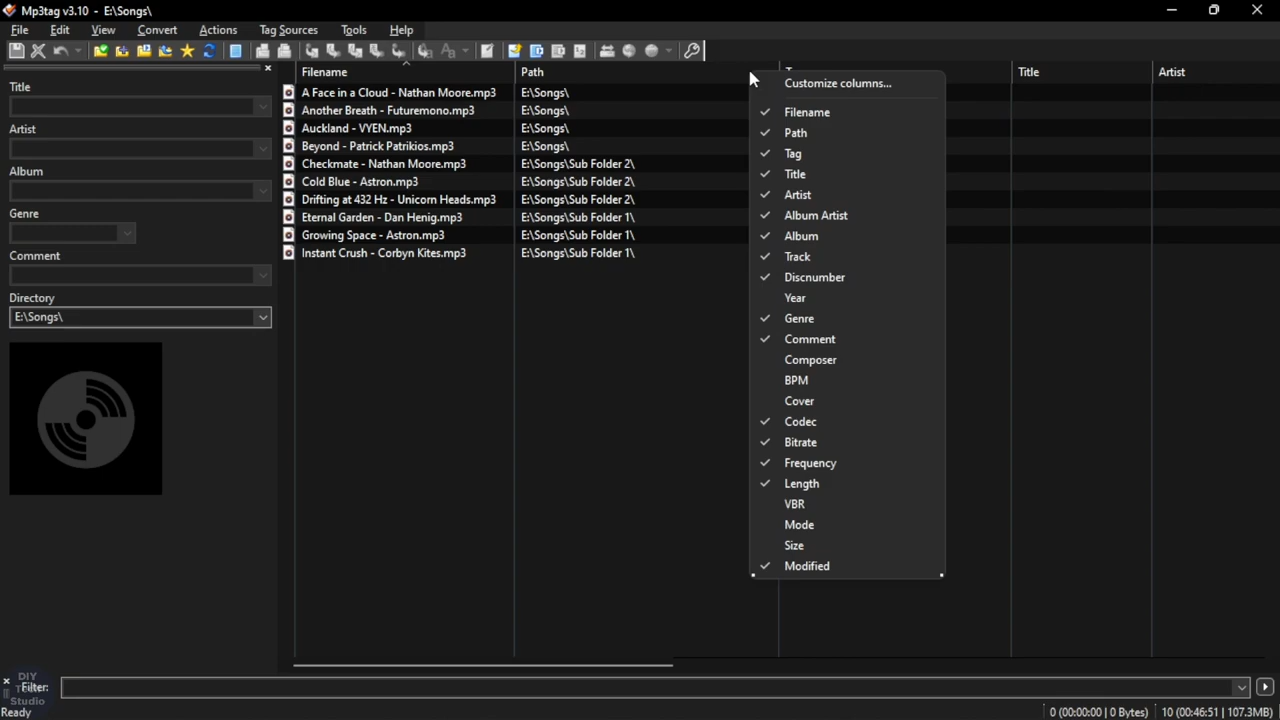 Mp3tag v3.10 - E:\Songs\
File Edit View Convert Actions Tag Sources Tools Help
Filename Path Title Artist
Title
Artist
Album
Genre
Comment
Directory
E:\Songs\
A Face in a Cloud - Nathan Moore.mp3 E:\Songs\
Another Breath - Futuremono.mp3 E:\Songs\
Auckland - VYEN.mp3 E:\Songs\
Beyond - Patrick Patrikios.mp3 E:\Songs\
Checkmate - Nathan Moore.mp3 E:\Songs\Sub Folder 2\
Cold Blue - Astron.mp3 E:\Songs\Sub Folder 2\
Drifting at 432 Hz - Unicorn Heads.mp3 E:\Songs\Sub Folder 2\
Eternal Garden - Dan Henig.mp3 E:\Songs\Sub Folder 1\
Growing Space - Astron.mp3 E:\Songs\Sub Folder 1\
Instant Crush - Corbyn Kites.mp3 E:\Songs\Sub Folder 1\
Customize columns...
Filename
Path
Tag
Title
Artist
Album Artist
Album
Track
Discnumber
Year
Genre
Comment
Composer
BPM
Cover
Codec
Bitrate
Frequency
Length
VBR
Mode
Size
Modified
DIY
Filter:
Studio
Ready
0 (00:00:00 | 0 Bytes) 10 (00:46:51 | 107.3MB)